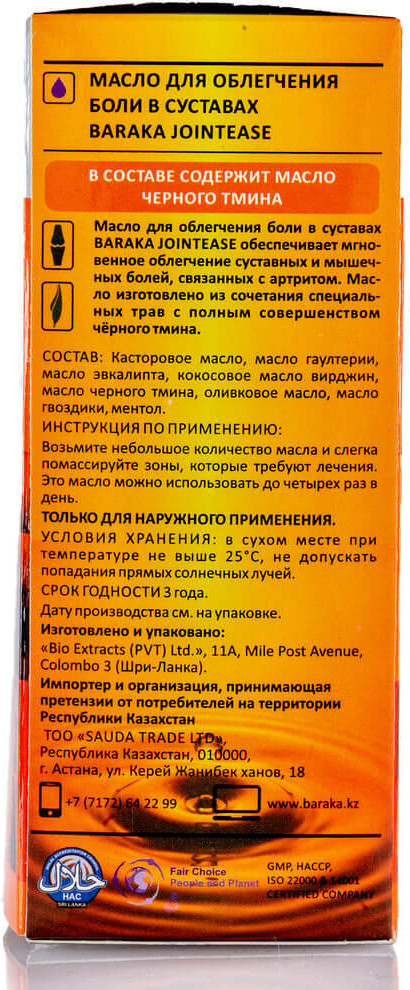 МАСЛО ДЛЯ ОБЛЕГЧЕНИЯ
БОЛИ В СУСТАВАХ
BARAKA JOINTEASE
В СОСТАВЕ СОДЕРЖИТ МАСЛО
ЧЕРНОГО ТМИНА
Масло для облегчения боли в суставах
BARAKA JOINTEASE обеспечивает мгно-
венное облегчение суставных и мышеч-
ных болей, связанных с артритом. Мас-
ло изготовлено из сочетания специаль-
ных трав с полным совершенством
чёрного тмина.
СОСТАВ: Касторовое масло, масло гаултерии,
масло эвкалипта, кокосовое масло вирджин,
масло черного тмина, оливковое масло, масло
гвоздики, ментол.
ИНСТРУКЦИЯ ПО ПРИМЕНЕНИЮ:
Возьмите небольшое количество масла и слегка
помассируйте зоны, которые требуют лечения.
Это масло можно использовать до четырех раз в
день.
ТОЛЬКО ДЛЯ НАРУЖНОГО ПРИМЕНЕНИЯ.
УСЛОВИЯ ХРАНЕНИЯ: в сухом месте при
температуре не выше 25°С, не допускать
попадания прямых солнечных лучей.
СРОК ГОДНОСТИ 3 года.
Дату производства см. на упаковке.
Изготовлено и упаковано:
«Bio Extracts (PVT) Ltd.», 11A, Mile Post Avenue,
Colombo 3 (Шри-Ланка).
Импортер и организация, принимающая
претензии от потребителей на территории
Республики Казахстан
ТОО «SAUDA TRADE LTD»,
Республика Казахстан, 010000,
г. Астана, ул. Керей Жанибек ханов, 18
+7 (7172) 64 22 99
www.baraka.kz
حلال
HAC
SRI LANKA
Fair Choice
People and Planet
GMP, HACCP,
ISO 22000 & 14001
CERTIFIED COMPANY